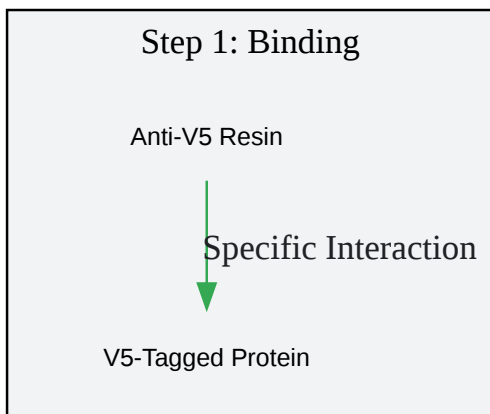 Step 1: Binding
Anti-V5 Resin
Specific Interaction
V5-Tagged Protein